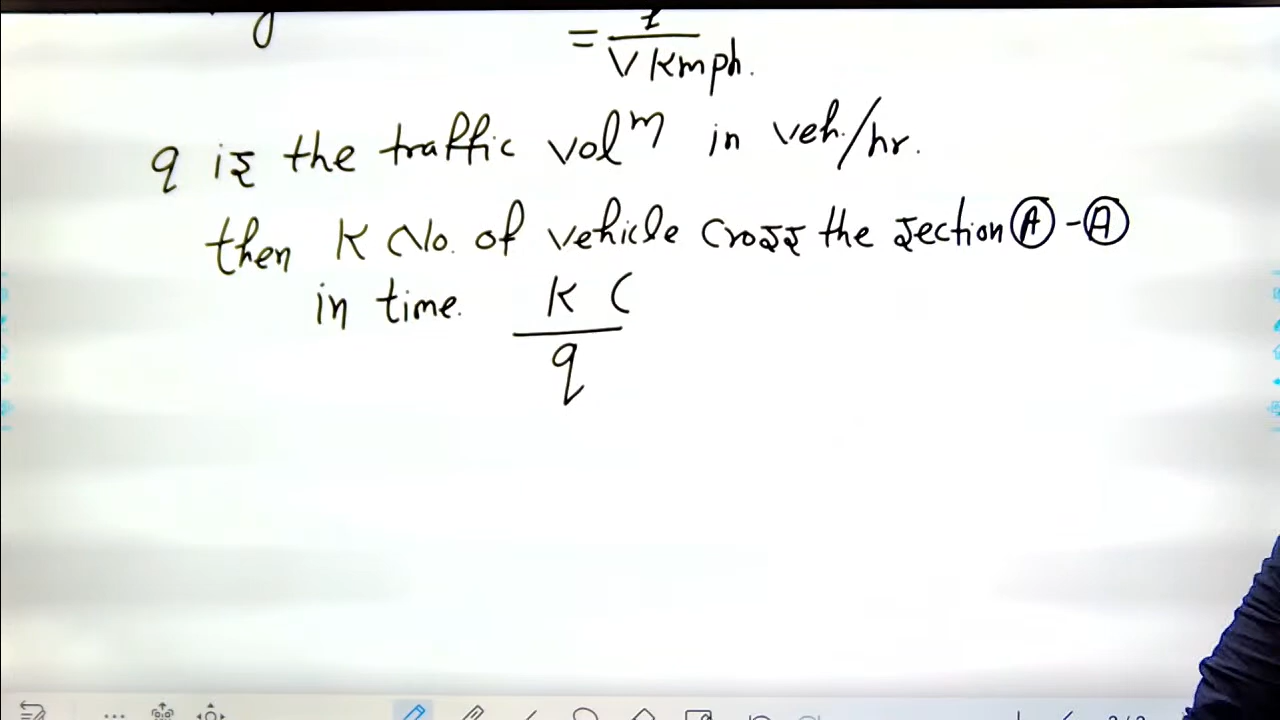 = 1 / V Kmph.
q is the traffic volᵐ in veh./hr.
then K No. of vehicle cross the section Ⓐ-Ⓐ
in time. K (
q